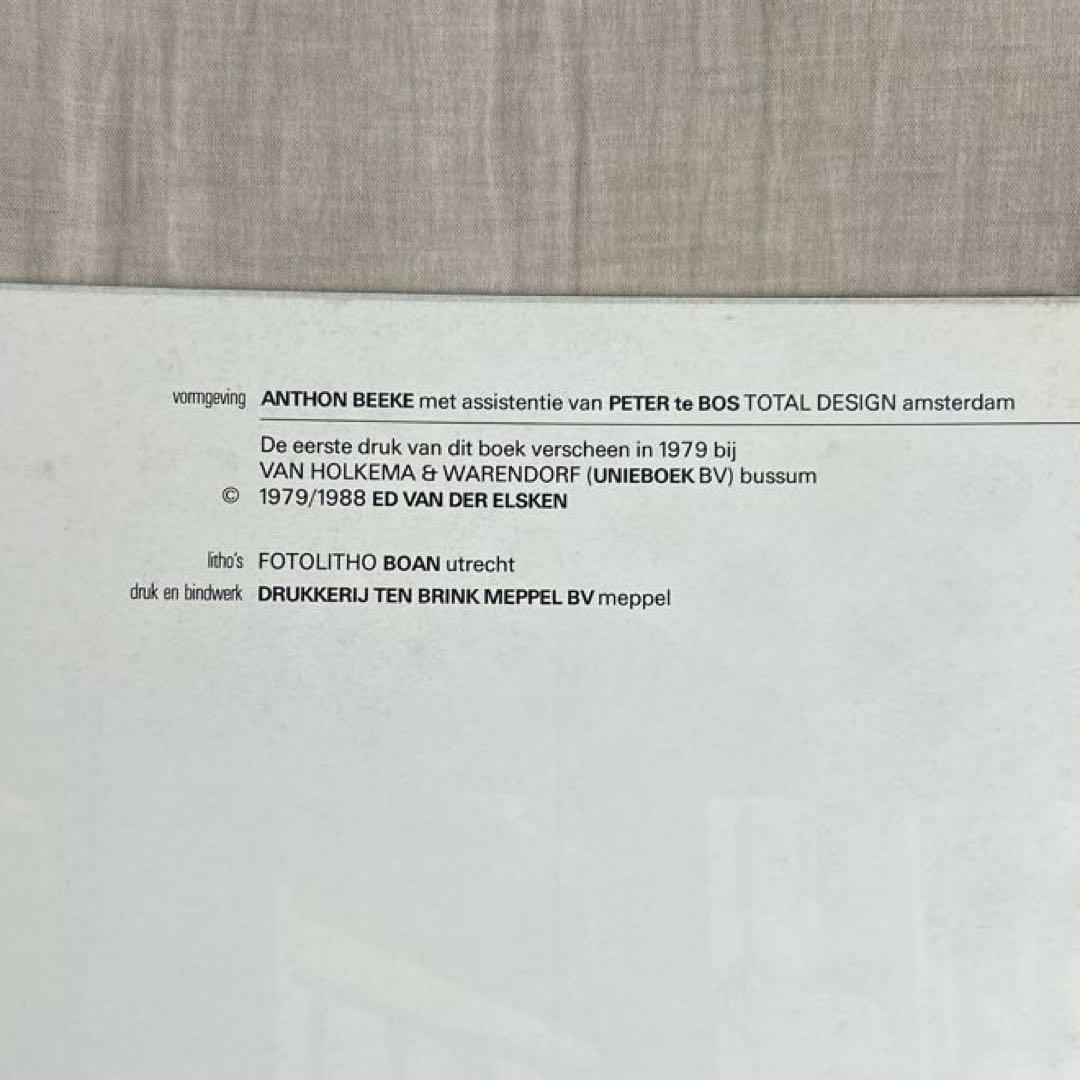 vormgeving ANTHON BEEKE met assistentie van PETER te BOS TOTAL DESIGN amsterdam
De eerste druk van dit boek verscheen in 1979 bij
VAN HOLKEMA & WARENDORF (UNIEBOEK BV) bussum
© 1979/1988 ED VAN DER ELSKEN
litho's FOTOLITHO BOAN utrecht
druk en bindwerk DRUKKERIJ TEN BRINK MEPPEL BV meppel